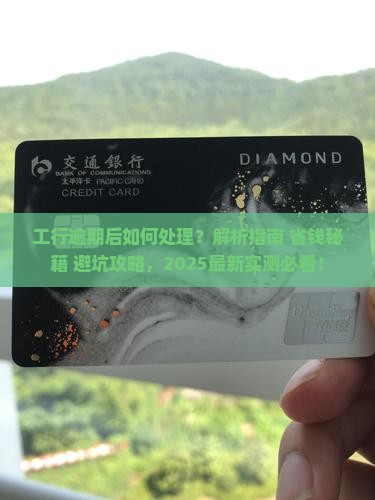 交通銀行
BANK OF COMMUNICATIONS
太平洋卡 PACIFIC CARD
CREDIT CARD
DIAMOND
工行逾期后如何处理？解析指南 省钱秘
籍 避坑攻略，2025最新实测必看！
UnionPay